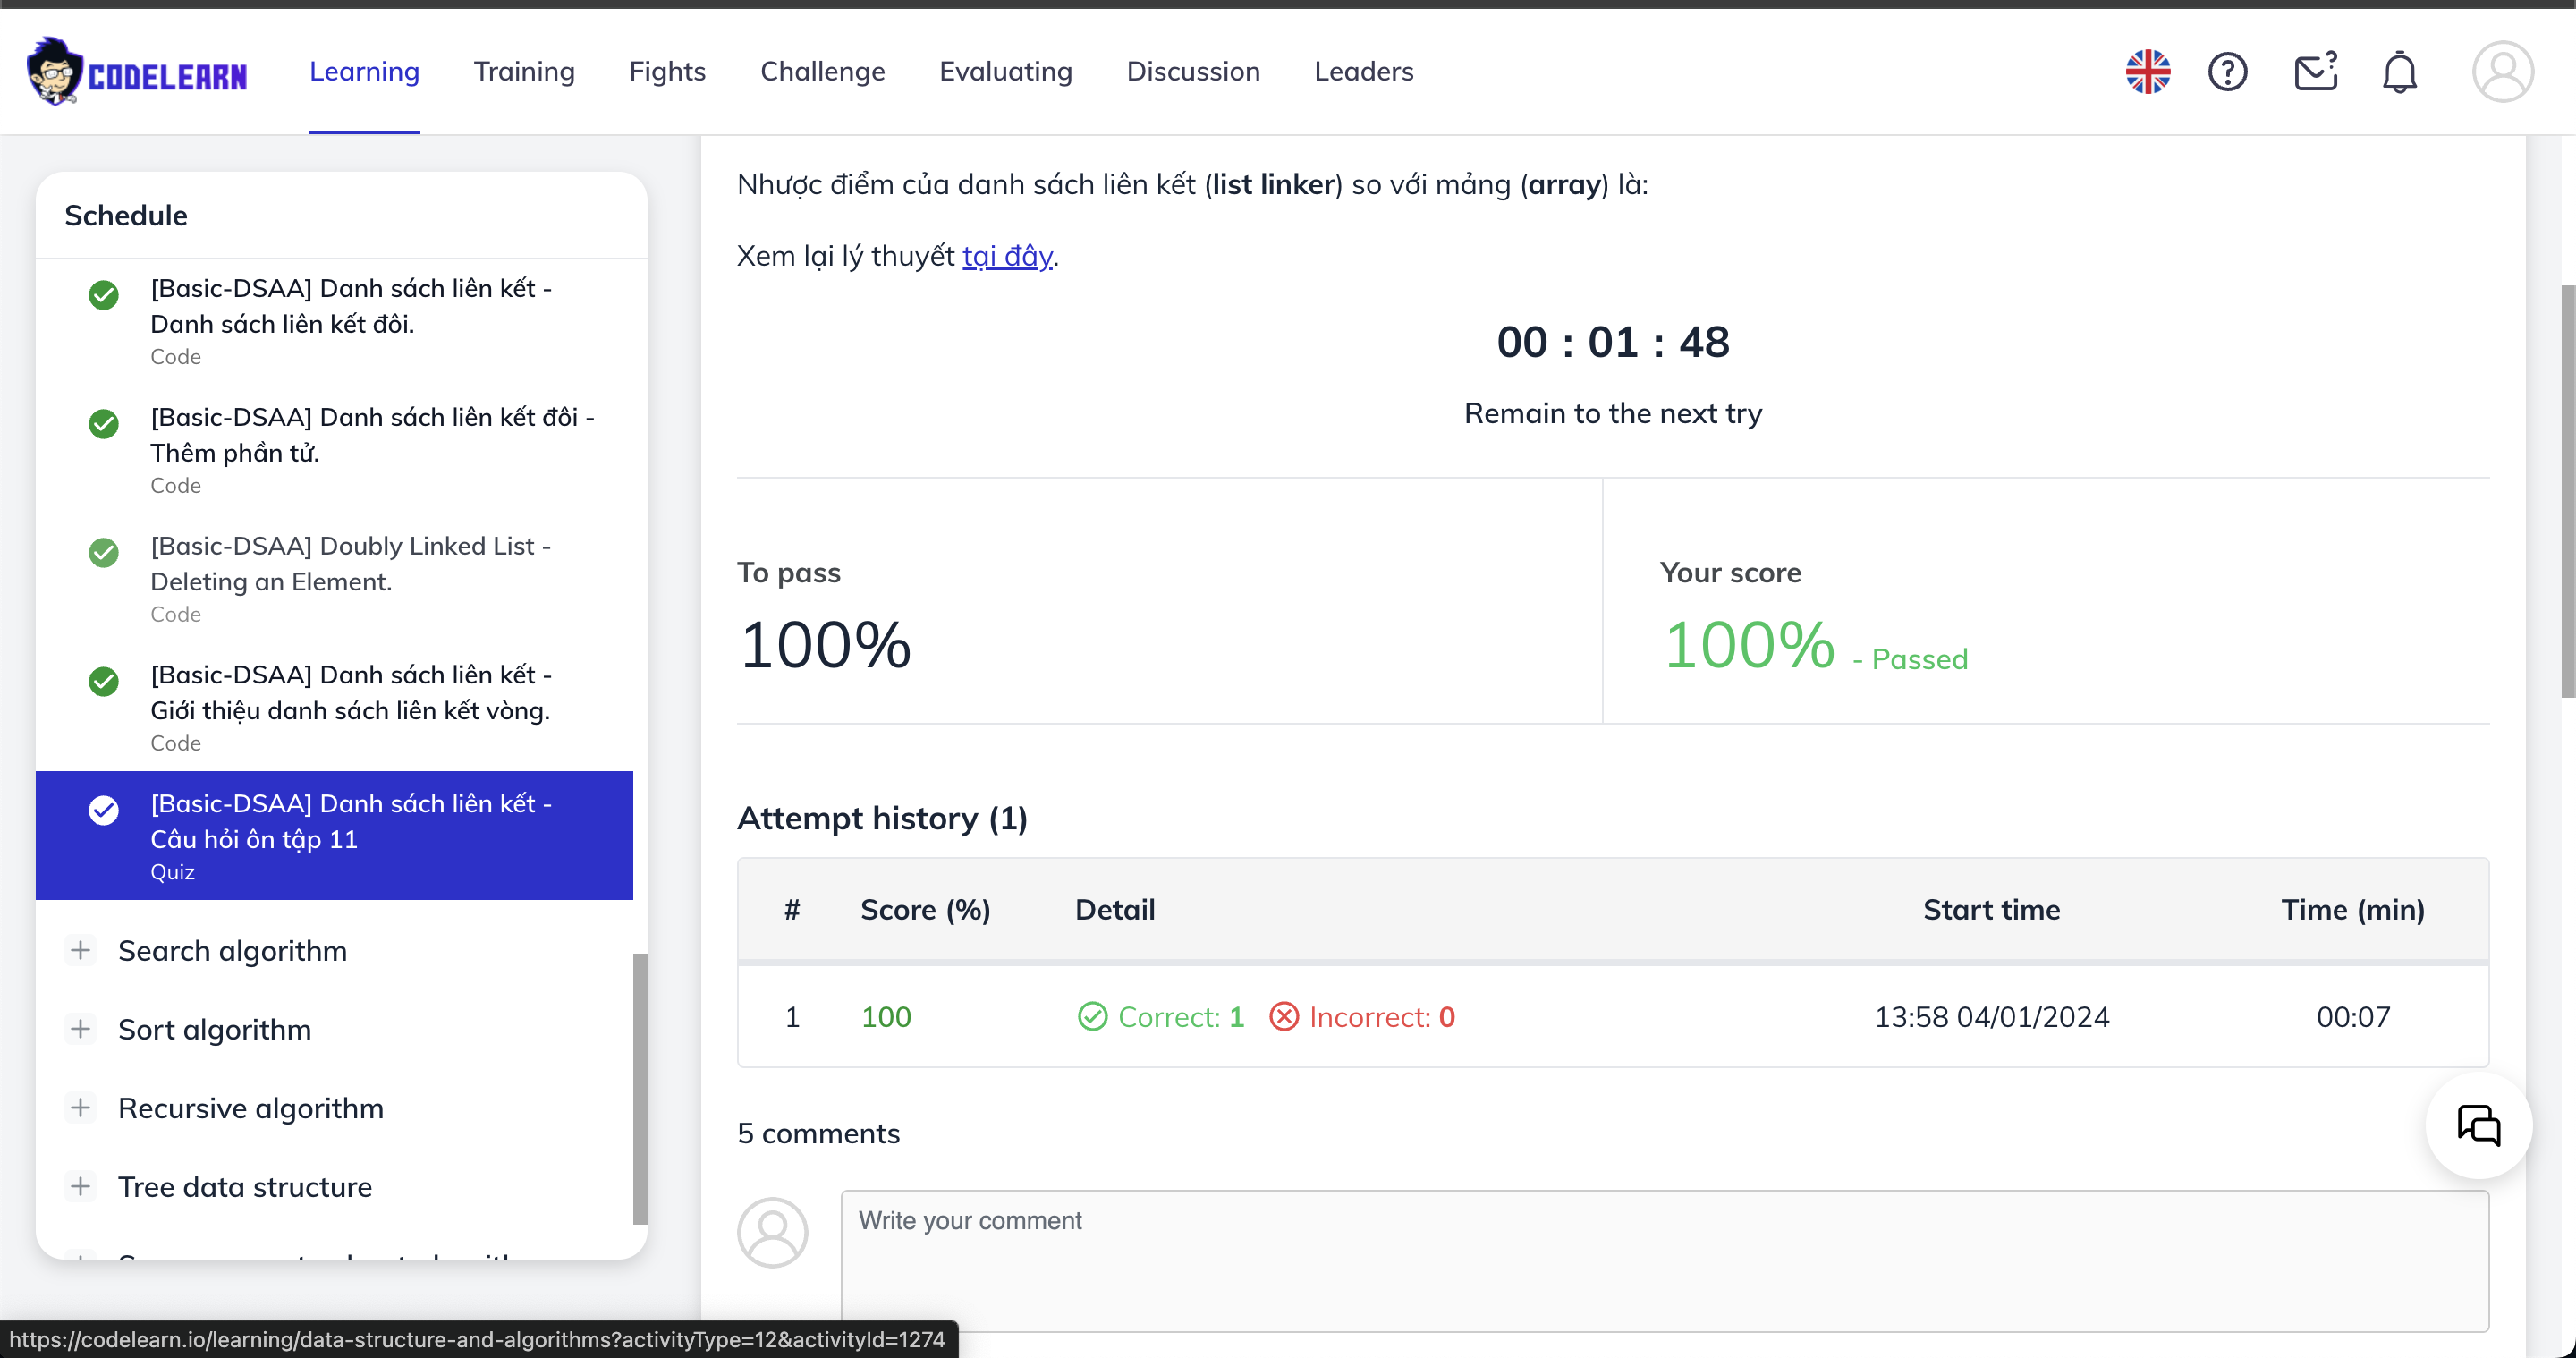 CODELEARN
Learning
Training
Fights
Challenge
Evaluating
Discussion
Leaders
Schedule
[Basic-DSAA] Danh sách liên kết -
Danh sách liên kết đôi.
Code
[Basic-DSAA] Danh sách liên kết đôi -
Thêm phần tử.
Code
[Basic-DSAA] Doubly Linked List -
Deleting an Element.
Code
[Basic-DSAA] Danh sách liên kết -
Giới thiệu danh sách liên kết vòng.
Code
[Basic-DSAA] Danh sách liên kết -
Câu hỏi ôn tập 11
Quiz
Search algorithm
Sort algorithm
Recursive algorithm
Tree data structure
Nhược điểm của danh sách liên kết (list linker) so với mảng (array) là:
Xem lại lý thuyết tại đây.
00 : 01 : 48
Remain to the next try
To pass
100%
Your score
100% - Passed
Attempt history (1)
# Score (%) Detail Start time Time (min)
1 100 Correct: 1 Incorrect: 0 13:58 04/01/2024 00:07
5 comments
Write your comment
https://codelearn.io/learning/data-structure-and-algorithms?activityType=12&activityId=1274